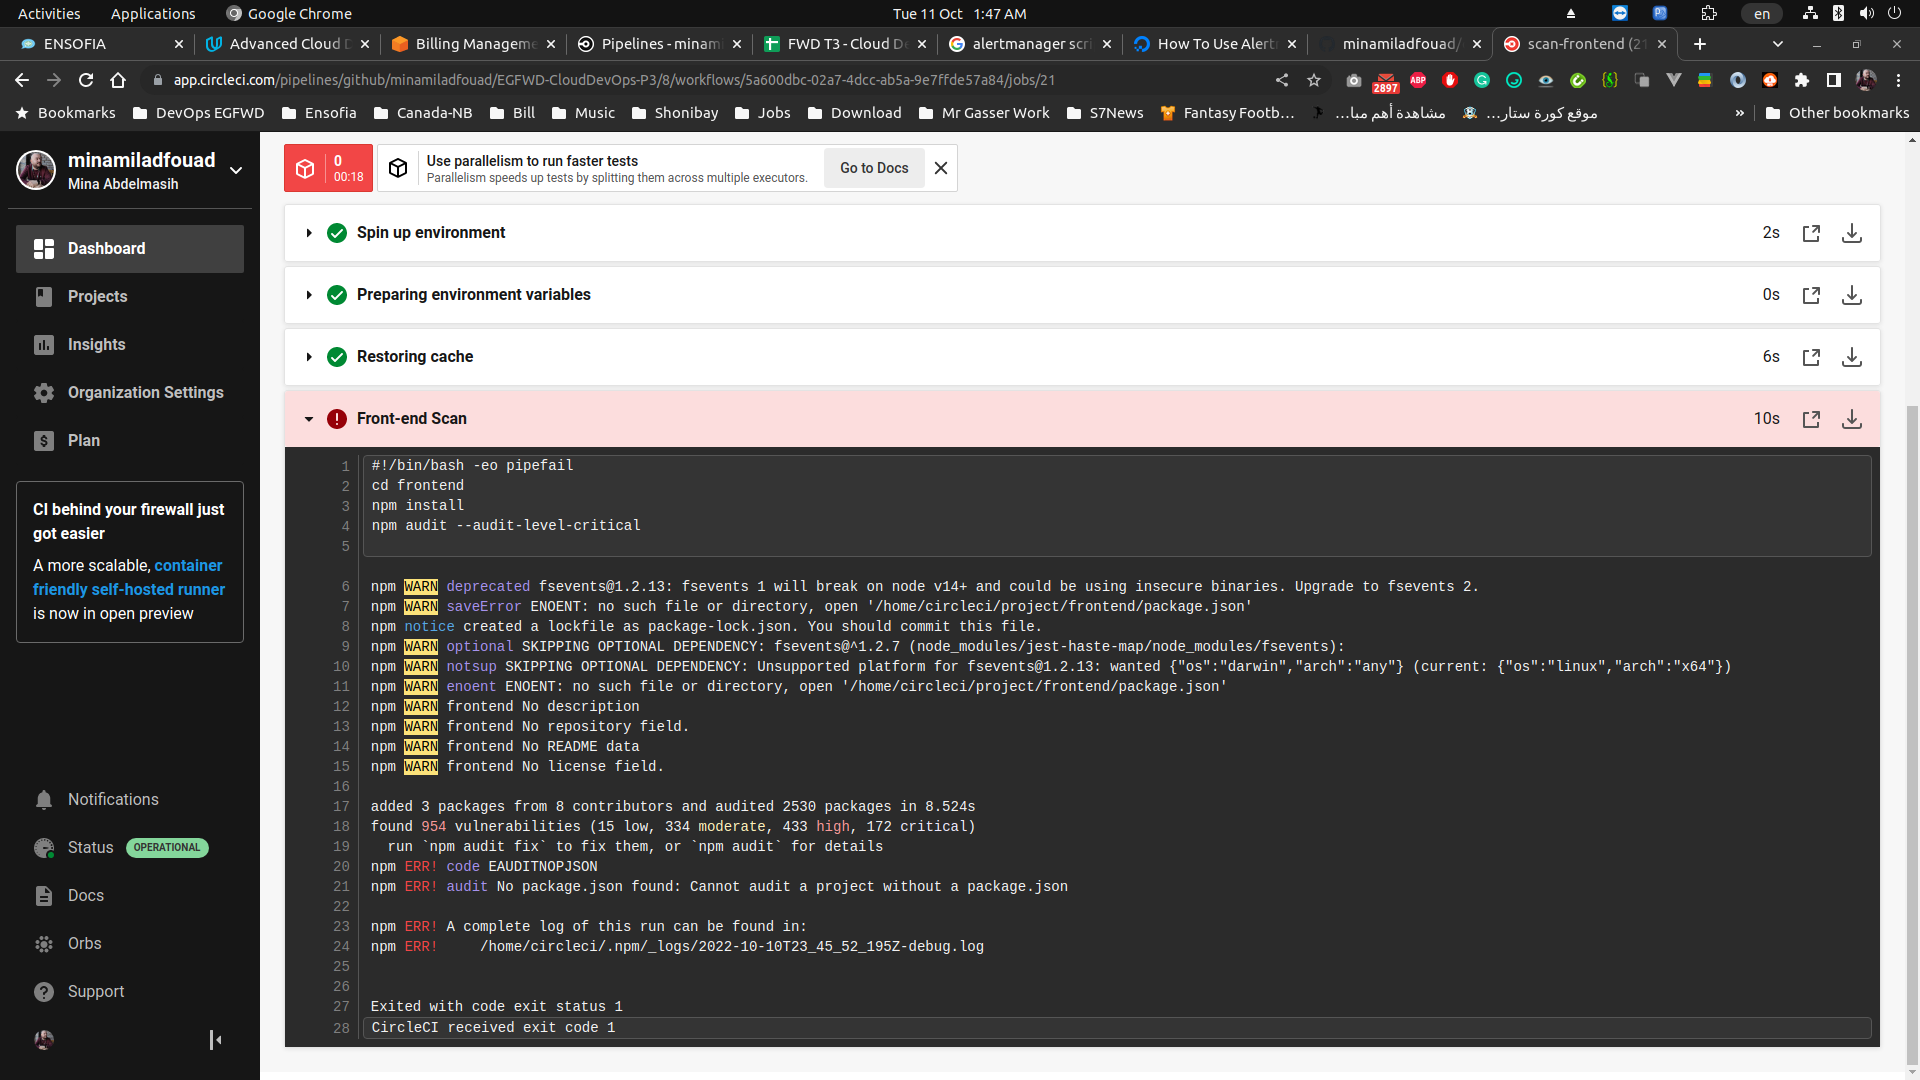 Activities
Applications
Google Chrome
Tue 11 Oct 1:47 AM
en
ENSOFIA
Advanced Cloud D
Billing Manageme
Pipelines - minam
FWD T3 - Cloud De
alertmanager scri
How To Use Alert
minamiladfouad/
scan-frontend (21
app.circleci.com/pipelines/github/minamiladfouad/EGFWD-CloudDevOps-P3/8/workflows/5a600dbc-02a7-4dcc-ab5a-9e7ffde57a84/jobs/21
2897
ABP
Bookmarks
DevOps EGFWD
Ensofia
Canada-NB
Bill
Music
Shonibay
Jobs
Download
Mr Gasser Work
S7News
Fantasy Footb...
مشاهدة أهم مبا...
موقع كورة ستار...
»
Other bookmarks
minamiladfouad
Mina Abdelmasih
Dashboard
Projects
Insights
Organization Settings
Plan
CI behind your firewall just
got easier
A more scalable, container
friendly self-hosted runner
is now in open preview
Notifications
Status OPERATIONAL
Docs
Orbs
Support
0
00:18
Use parallelism to run faster tests
Parallelism speeds up tests by splitting them across multiple executors.
Go to Docs
Spin up environment 2s
Preparing environment variables 0s
Restoring cache 6s
Front-end Scan 10s
1 #!/bin/bash -eo pipefail
2 cd frontend
3 npm install
4 npm audit --audit-level-critical
5
6 npm WARN deprecated fsevents@1.2.13: fsevents 1 will break on node v14+ and could be using insecure binaries. Upgrade to fsevents 2.
7 npm WARN saveError ENOENT: no such file or directory, open '/home/circleci/project/frontend/package.json'
8 npm notice created a lockfile as package-lock.json. You should commit this file.
9 npm WARN optional SKIPPING OPTIONAL DEPENDENCY: fsevents@^1.2.7 (node_modules/jest-haste-map/node_modules/fsevents):
10 npm WARN notsup SKIPPING OPTIONAL DEPENDENCY: Unsupported platform for fsevents@1.2.13: wanted {"os":"darwin","arch":"any"} (current: {"os":"linux","arch":"x64"})
11 npm WARN enoent ENOENT: no such file or directory, open '/home/circleci/project/frontend/package.json'
12 npm WARN frontend No description
13 npm WARN frontend No repository field.
14 npm WARN frontend No README data
15 npm WARN frontend No license field.
16
17 added 3 packages from 8 contributors and audited 2530 packages in 8.524s
18 found 954 vulnerabilities (15 low, 334 moderate, 433 high, 172 critical)
19 run `npm audit fix` to fix them, or `npm audit` for details
20 npm ERR! code EAUDITNOPJSON
21 npm ERR! audit No package.json found: Cannot audit a project without a package.json
22
23 npm ERR! A complete log of this run can be found in:
24 npm ERR! /home/circleci/.npm/_logs/2022-10-10T23_45_52_195Z-debug.log
25
26
27 Exited with code exit status 1
28 CircleCI received exit code 1